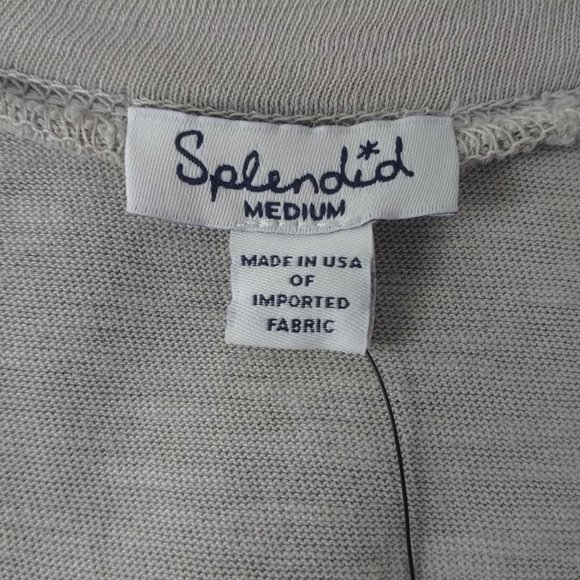 Splendid
MEDIUM
MADE IN USA
OF
IMPORTED
FABRIC